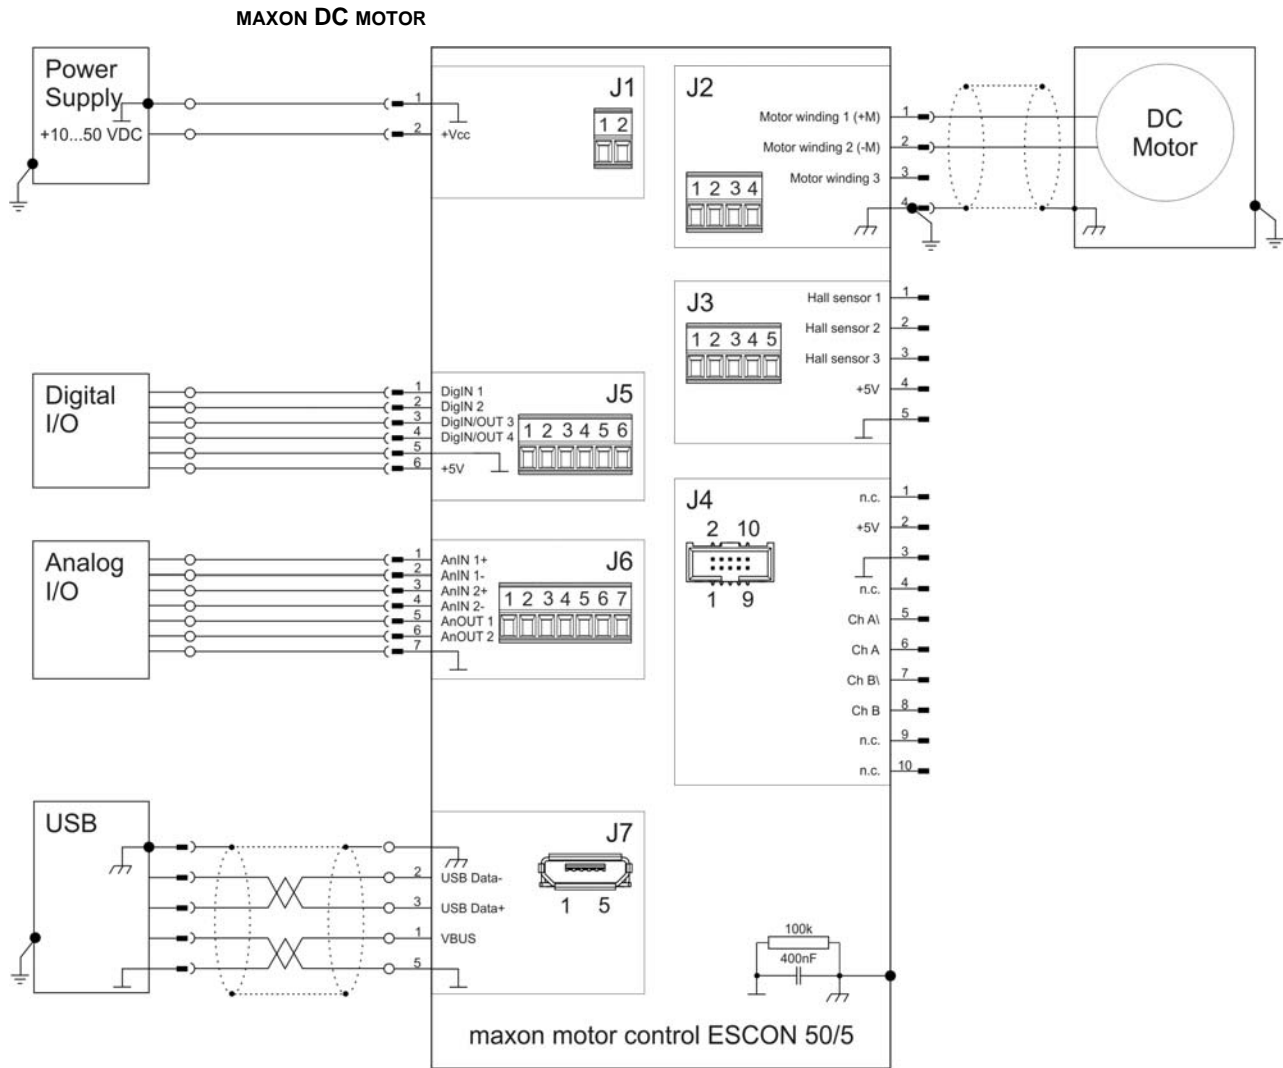 MAXON DC MOTOR
Power
Supply
+10...50 VDC
1
2
+Vcc
J1
1 2
J2
Motor winding 1 (+M)
1
Motor winding 2 (-M)
2
Motor winding 3
3
4
1 2 3 4
DC
Motor
J3
1 2 3 4 5
Hall sensor 1
1
Hall sensor 2
2
Hall sensor 3
3
+5V
4
5
Digital
I/O
1
DigIN 1
2
DigIN 2
3
DigIN/OUT 3
4
DigIN/OUT 4
5
6
+5V
J5
1 2 3 4 5 6
J4
2 10
1 9
n.c.
1
+5V
2
3
n.c.
4
Ch A\
5
Ch A
6
Ch B\
7
Ch B
8
n.c.
9
n.c.
10
Analog
I/O
1
AnIN 1+
2
AnIN 1-
3
AnIN 2+
4
AnIN 2-
5
AnOUT 1
6
AnOUT 2
7
J6
1 2 3 4 5 6 7
USB
2
USB Data-
3
USB Data+
1
VBUS
5
J7
1 5
100k
400nF
maxon motor control ESCON 50/5